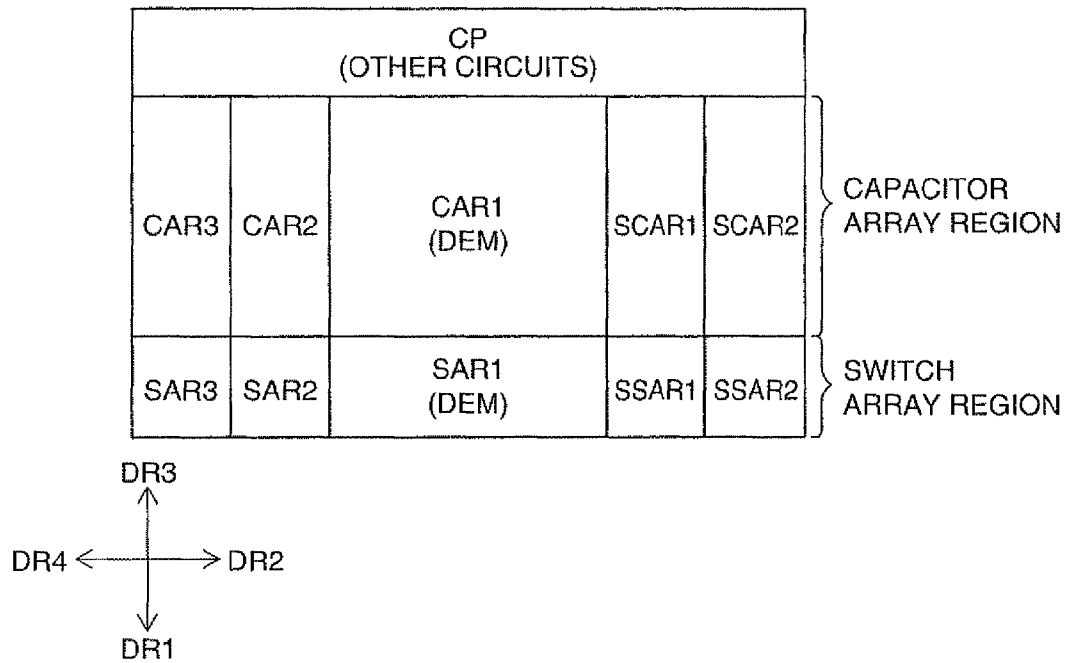 CP
(OTHER CIRCUITS)
CAR3
CAR2
CAR1
(DEM)
SCAR1
SCAR2
CAPACITOR
ARRAY REGION
SAR3
SAR2
SAR1
(DEM)
SSAR1
SSAR2
SWITCH
ARRAY REGION
DR3
DR4
DR2
DR1